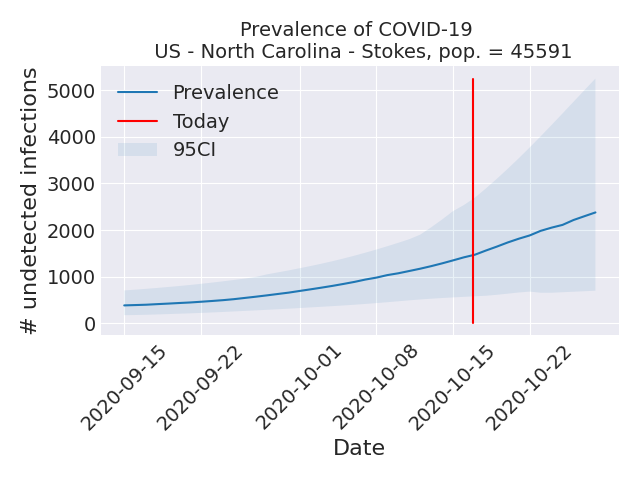 Prevalence of COVID-19
US - North Carolina - Stokes, pop. = 45591
# undetected infections
5000
4000
3000
2000
1000
0
Prevalence
Today
95CI
2020-09-15
2020-09-22
2020-10-01
2020-10-08
2020-10-15
2020-10-22
Date